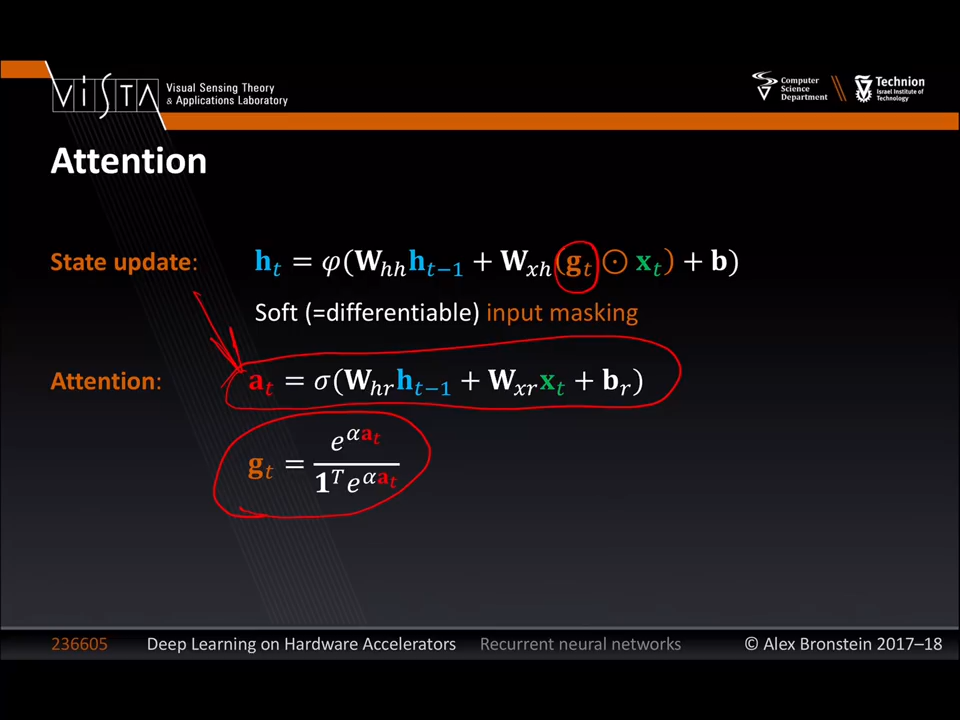 ViSTA Visual Sensing Theory & Applications Laboratory
Computer Science Department
Technion Israel Institute of Technology
Attention
State update: h_t = φ(W_hh h_{t−1} + W_xh(g_t ⊙ x_t) + b)
Soft (=differentiable) input masking
Attention: a_t = σ(W_hr h_{t−1} + W_xr x_t + b_r)
g_t = e^{αa_t} / 1^T e^{αa_t}
236605 Deep Learning on Hardware Accelerators Recurrent neural networks © Alex Bronstein 2017–18